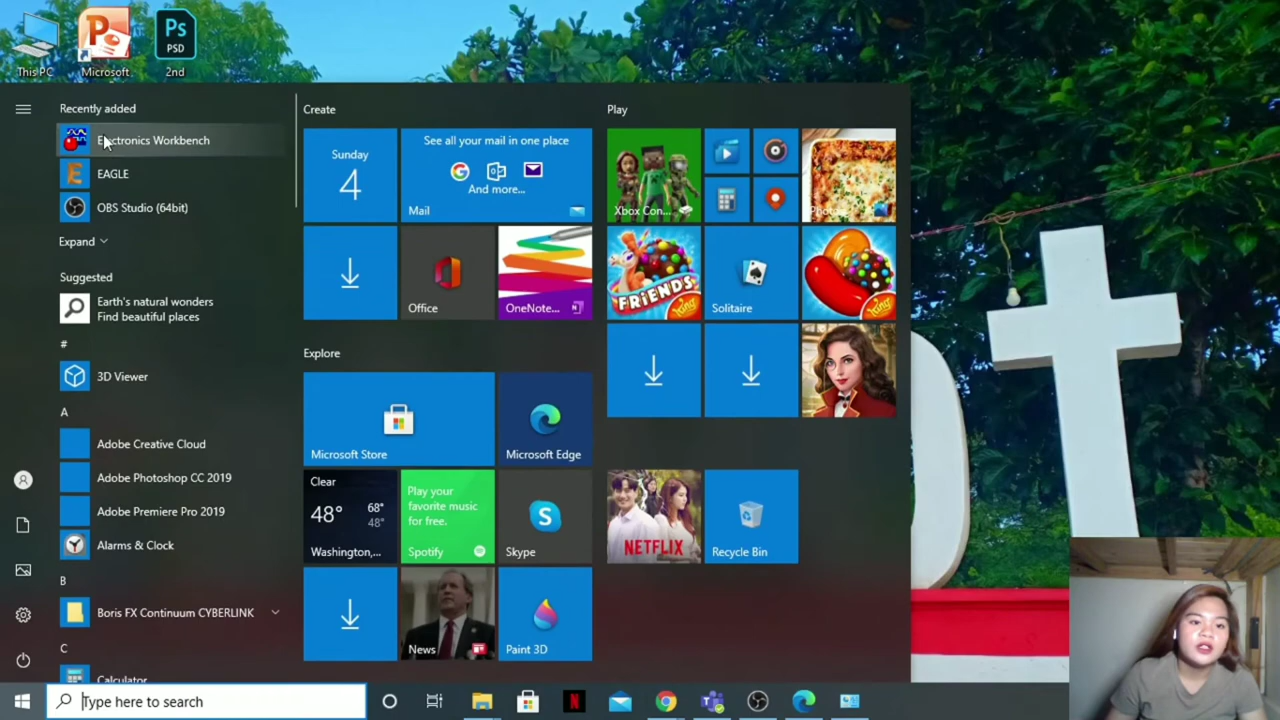 Ps
PSD
This PC
Microsoft
2nd
Recently added
Electronics Workbench
EAGLE
OBS Studio (64bit)
Expand
Suggested
Earth's natural wonders
Find beautiful places
#
3D Viewer
A
Adobe Creative Cloud
Adobe Photoshop CC 2019
Adobe Premiere Pro 2019
Alarms & Clock
B
Boris FX Continuum CYBERLINK
C
Calculator
Create
Sunday
4
See all your mail in one place
And more...
Mail
Office
OneNote...
Explore
Microsoft Store
Microsoft Edge
Clear
48°
68°
48°
Washington,...
Play your
favorite music
for free.
Spotify
Skype
News
Paint 3D
Play
Xbox Con...
Photos
FRIENDS
King
Solitaire
King
NETFLIX
Recycle Bin
Type here to search